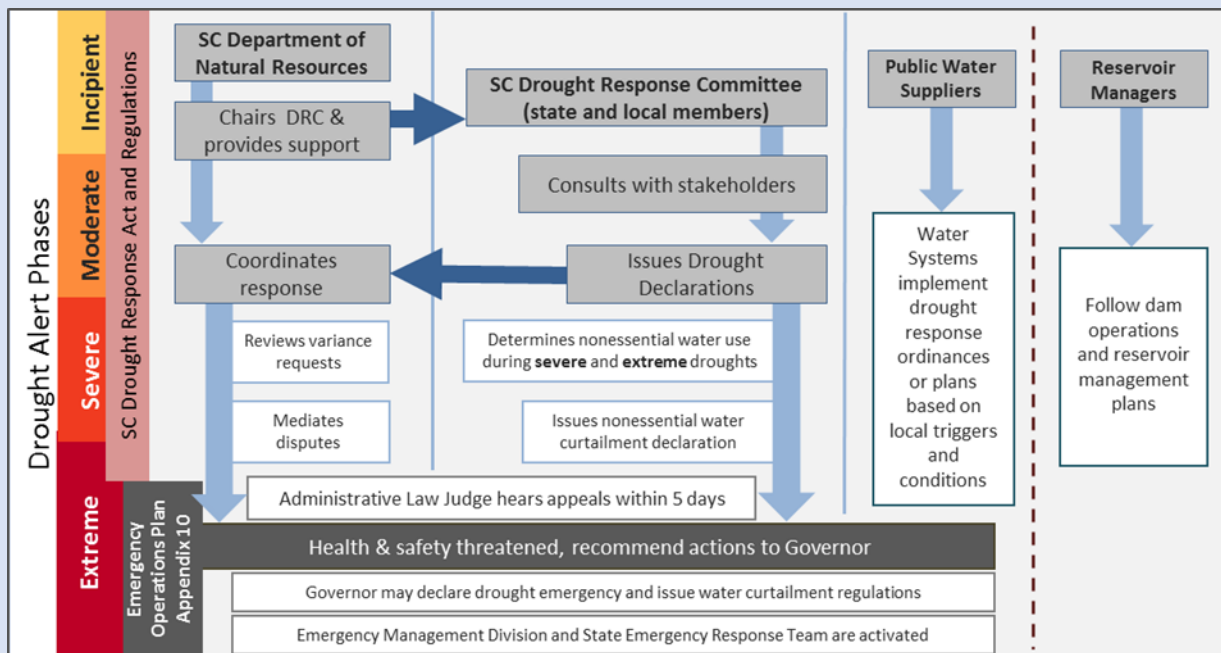 Drought Alert Phases
Incipient
Moderate
Severe
Extreme
SC Drought Response Act and Regulations
Emergency
Operations Plan
Appendix 10
SC Department of
Natural Resources
Chairs DRC &
provides support
Coordinates
response
Reviews variance
requests
Mediates
disputes
SC Drought Response Committee
(state and local members)
Consults with stakeholders
Issues Drought
Declarations
Determines nonessential water use
during severe and extreme droughts
Issues nonessential water
curtailment declaration
Administrative Law Judge hears appeals within 5 days
Health & safety threatened, recommend actions to Governor
Governor may declare drought emergency and issue water curtailment regulations
Emergency Management Division and State Emergency Response Team are activated
Public Water
Suppliers
Water
Systems
implement
drought
response
ordinances
or plans
based on
local triggers
and
conditions
Reservoir
Managers
Follow dam
operations
and reservoir
management
plans